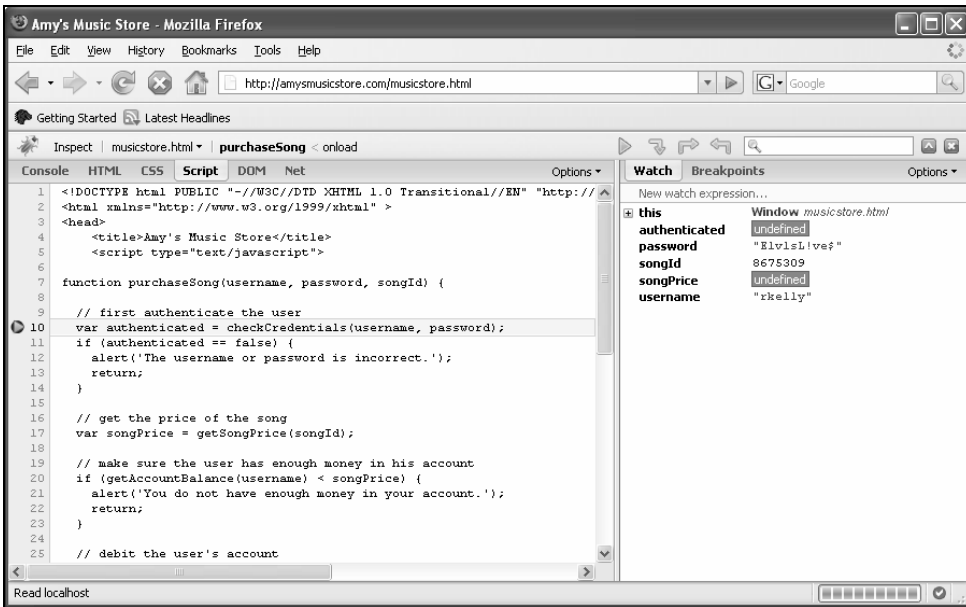 Amy's Music Store - Mozilla Firefox
File Edit View History Bookmarks Tools Help
http://amysmusicstore.com/musicstore.html
G Google
Getting Started Latest Headlines
Inspect | musicstore.html | purchaseSong < onload
Console HTML CSS Script DOM Net Options
1 <!DOCTYPE html PUBLIC "-//W3C//DTD XHTML 1.0 Transitional//EN" "http://
2 <html xmlns="http://www.w3.org/1999/xhtml" >
3 <head>
4 <title>Amy's Music Store</title>
5 <script type="text/javascript">
6
7 function purchaseSong(username, password, songId) {
8
9 // first authenticate the user
10 var authenticated = checkCredentials(username, password);
11 if (authenticated == false) {
12 alert('The username or password is incorrect.');
13 return;
14 }
15
16 // get the price of the song
17 var songPrice = getSongPrice(songId);
18
19 // make sure the user has enough money in his account
20 if (getAccountBalance(username) < songPrice) {
21 alert('You do not have enough money in your account.');
22 return;
23 }
24
25 // debit the user's account
Watch Breakpoints Options
New watch expression...
this Window musicstore.html
authenticated undefined
password "ElvlsL!ve$"
songId 8675309
songPrice undefined
username "rkelly"
Read localhost